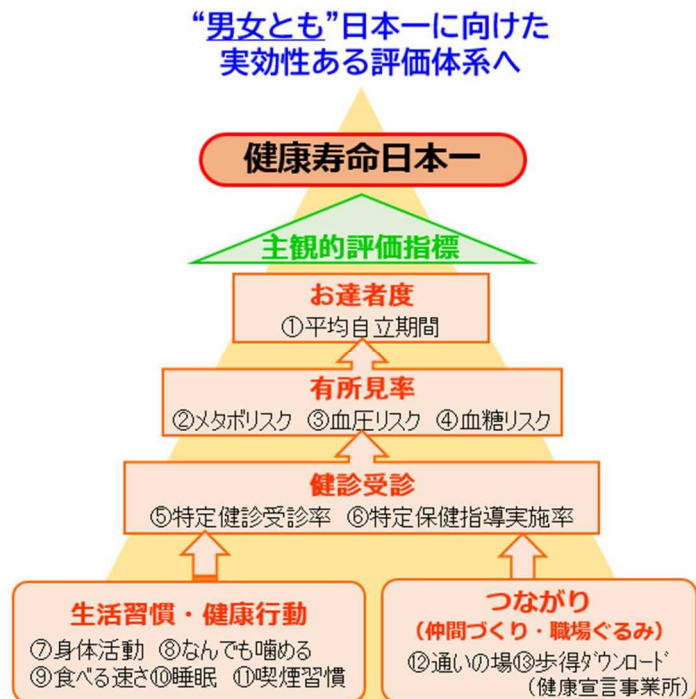 “男女とも”日本一に向けた
実効性ある評価体系へ
健康寿命日本一
主観的評価指標
お達者度
①平均自立期間
有所見率
②メタボリスク ③血圧リスク ④血糖リスク
健診受診
⑤特定健診受診率 ⑥特定保健指導実施率
生活習慣・健康行動
⑦身体活動 ⑧なんでも噛める
⑨食べる速さ⑩睡眠 ⑪喫煙習慣
つながり
(仲間づくり・職場ぐるみ)
⑫通いの場⑬歩得ダウンロード
(健康宣言事業所)